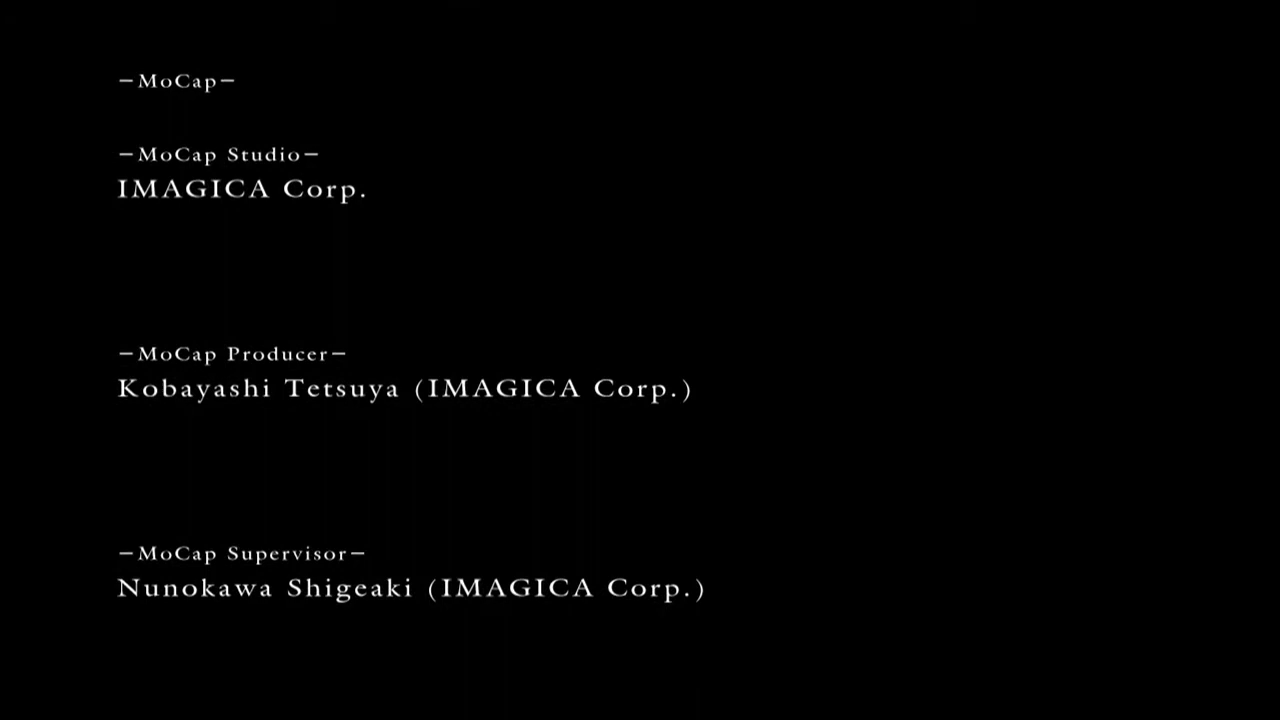 −MoCap−
−MoCap Studio−
IMAGICA Corp.
−MoCap Producer−
Kobayashi Tetsuya (IMAGICA Corp.)
−MoCap Supervisor−
Nunokawa Shigeaki (IMAGICA Corp.)